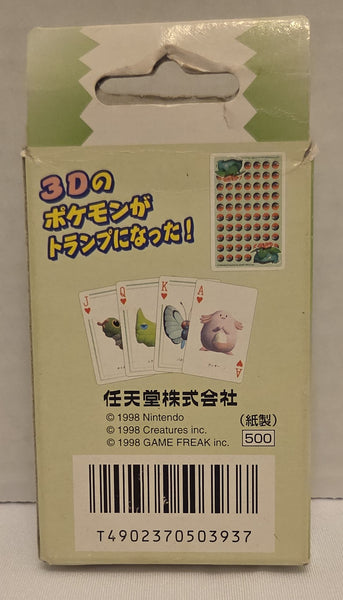 3Dの
ポケモンが
トランプになった!
J
Q
K
A
任天堂株式会社
© 1998 Nintendo
© 1998 Creatures inc.
© 1998 GAME FREAK inc.
(紙製)
500
T4902370503937